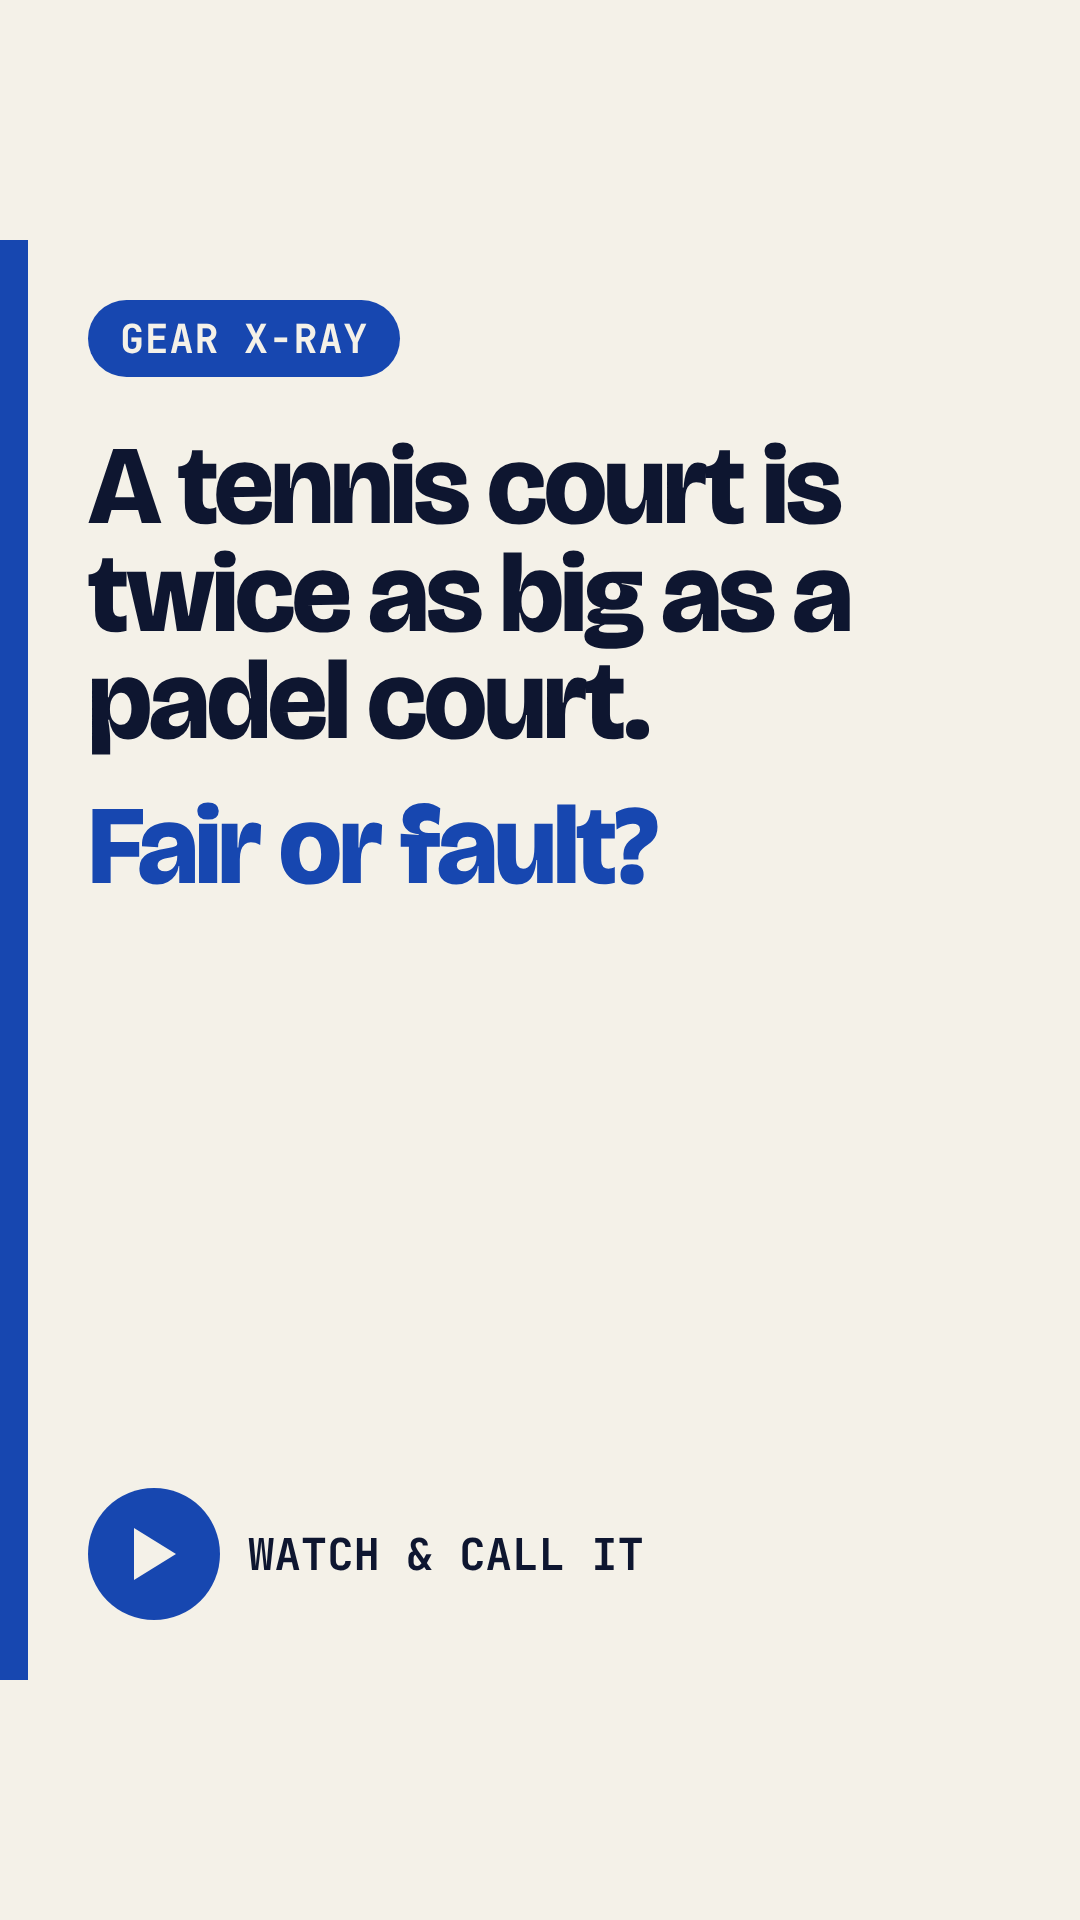 GEAR X-RAY
A tennis court is
twice as big as a
padel court.
Fair or fault?
WATCH & CALL IT